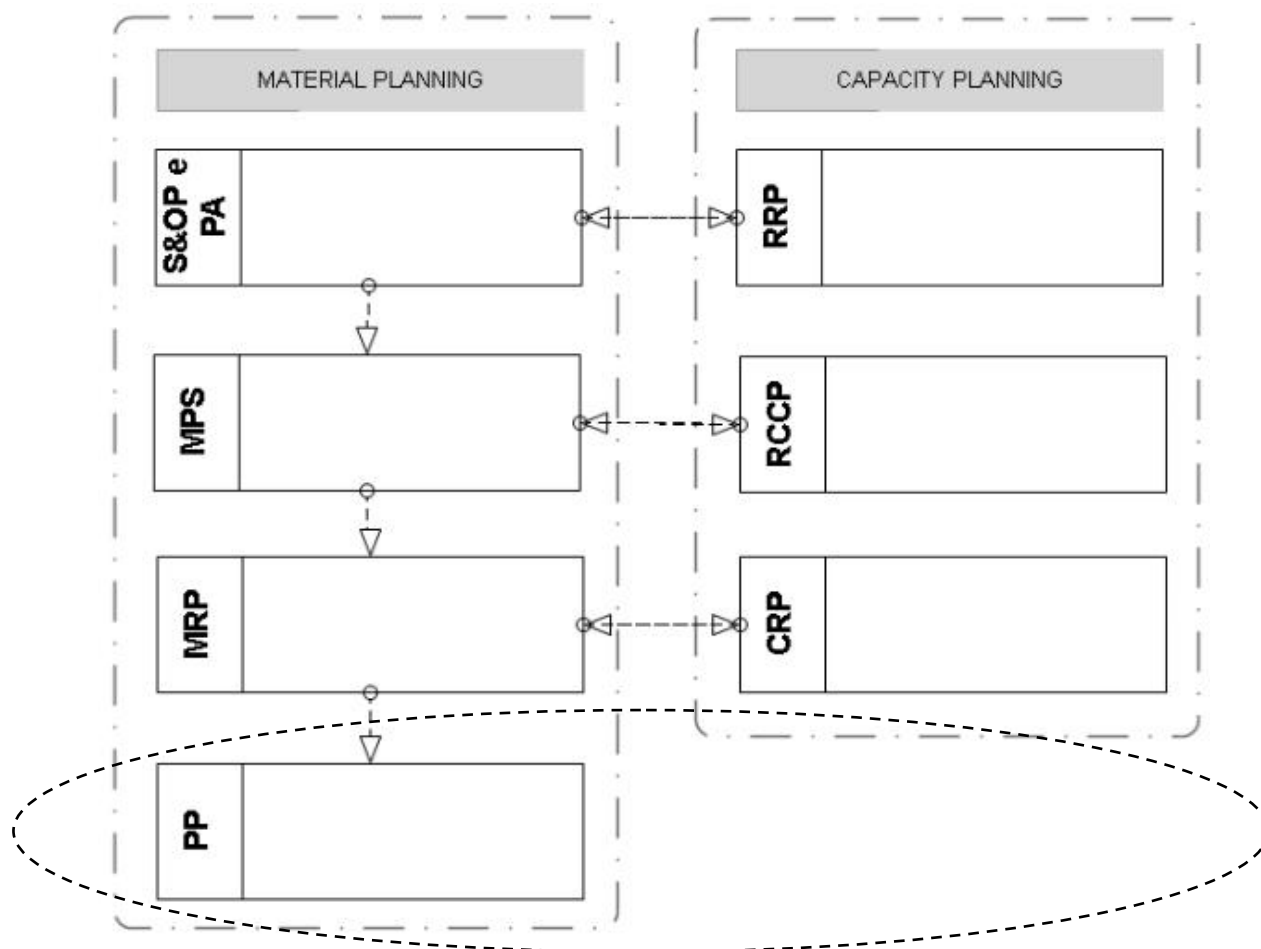 MATERIAL PLANNING
CAPACITY PLANNING
S&OP e
PA
RRP
MPS
RCCP
MRP
CRP
PP